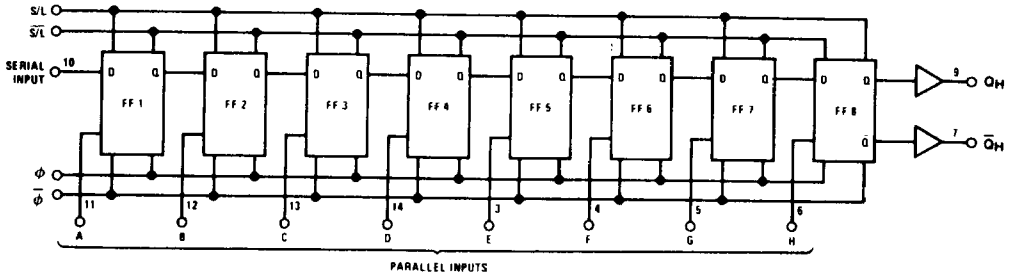 S/L
S/L
SERIAL INPUT 10
D Q D Q D Q D Q D Q D Q D Q D Q
FF 1 FF 2 FF 3 FF 4 FF 5 FF 6 FF 7 FF 8
9 QH
Q̅ 7 Q̅H
φ
φ̅
11 12 13 14 3 4 5 6
A B C D E F G H
PARALLEL INPUTS